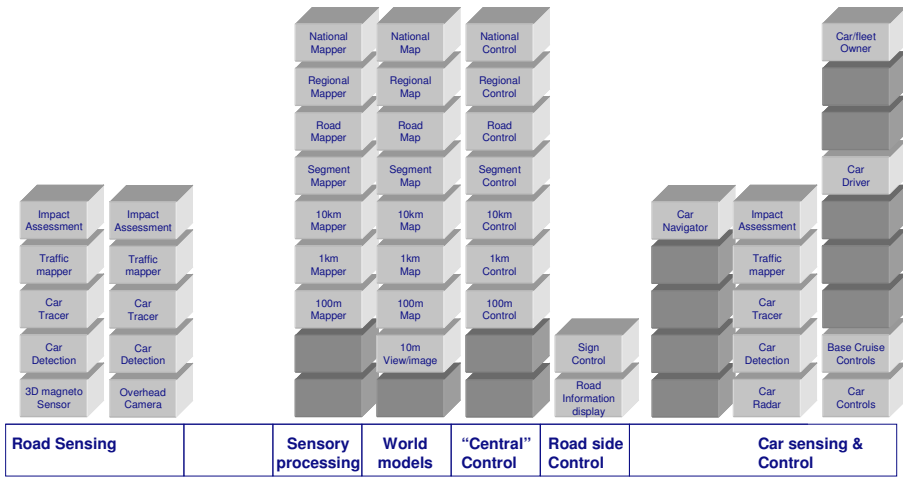 National
Mapper
National
Map
National
Control
Car/fleet
Owner
Regional
Mapper
Regional
Map
Regional
Control
Road
Mapper
Road
Map
Road
Control
Segment
Mapper
Segment
Map
Segment
Control
Car
Driver
Impact
Assessment
Impact
Assessment
10km
Mapper
10km
Map
10km
Control
Car
Navigator
Impact
Assessment
Traffic
mapper
Traffic
mapper
1km
Mapper
1km
Map
1km
Control
Traffic
mapper
Car
Tracer
Car
Tracer
100m
Mapper
100m
Map
100m
Control
Car
Tracer
Car
Detection
Car
Detection
10m
View/image
Sign
Control
Car
Detection
Base Cruise
Controls
3D magneto
Sensor
Overhead
Camera
Road
Information
display
Car
Radar
Car
Controls
Road Sensing
Sensory
processing
World
models
“Central”
Control
Road side
Control
Car sensing &
Control